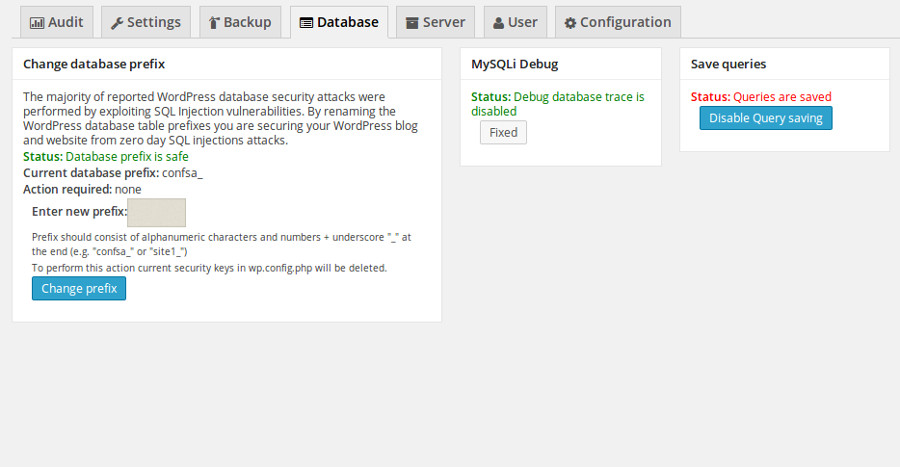 Audit Settings Backup Database Server User Configuration
Change database prefix
The majority of reported WordPress database security attacks were
performed by exploiting SQL Injection vulnerabilities. By renaming the
WordPress database table prefixes you are securing your WordPress blog
and website from zero day SQL injections attacks.
Status: Database prefix is safe
Current database prefix: confsa_
Action required: none
Enter new prefix:
Prefix should consist of alphanumeric characters and numbers + underscore "_" at
the end (e.g. "confsa_" or "site1_")
To perform this action current security keys in wp.config.php will be deleted.
Change prefix
MySQLi Debug
Status: Debug database trace is
disabled
Fixed
Save queries
Status: Queries are saved
Disable Query saving